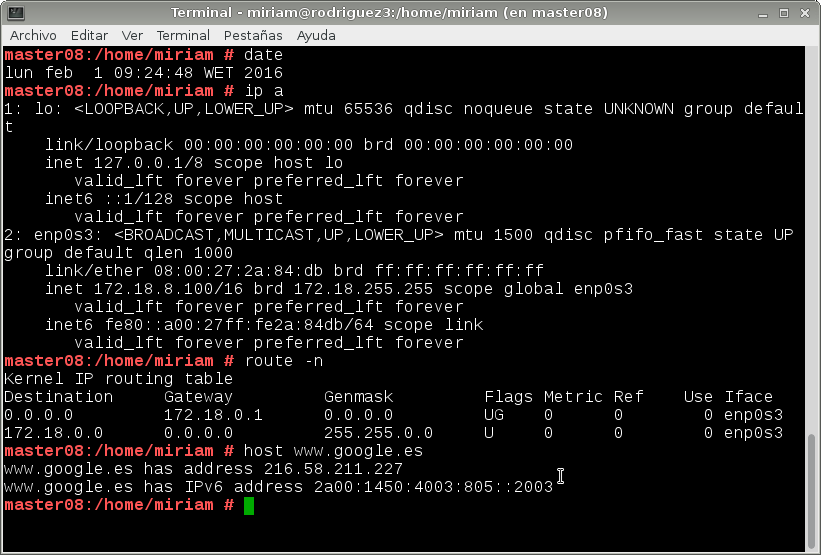 Terminal - miriam@rodriguez3:/home/miriam (en master08)
Archivo Editar Ver Terminal Pestañas Ayuda
master08:/home/miriam # date
lun feb  1 09:24:48 WET 2016
master08:/home/miriam # ip a
1: lo: <LOOPBACK,UP,LOWER_UP> mtu 65536 qdisc noqueue state UNKNOWN group defaul
t
    link/loopback 00:00:00:00:00:00 brd 00:00:00:00:00:00
    inet 127.0.0.1/8 scope host lo
       valid_lft forever preferred_lft forever
    inet6 ::1/128 scope host
       valid_lft forever preferred_lft forever
2: enp0s3: <BROADCAST,MULTICAST,UP,LOWER_UP> mtu 1500 qdisc pfifo_fast state UP
group default qlen 1000
    link/ether 08:00:27:2a:84:db brd ff:ff:ff:ff:ff:ff
    inet 172.18.8.100/16 brd 172.18.255.255 scope global enp0s3
       valid_lft forever preferred_lft forever
    inet6 fe80::a00:27ff:fe2a:84db/64 scope link
       valid_lft forever preferred_lft forever
master08:/home/miriam # route -n
Kernel IP routing table
Destination     Gateway         Genmask         Flags Metric Ref    Use Iface
0.0.0.0         172.18.0.1      0.0.0.0         UG    0      0        0 enp0s3
172.18.0.0      0.0.0.0         255.255.0.0     U     0      0        0 enp0s3
master08:/home/miriam # host www.google.es
www.google.es has address 216.58.211.227
www.google.es has IPv6 address 2a00:1450:4003:805::2003
master08:/home/miriam #